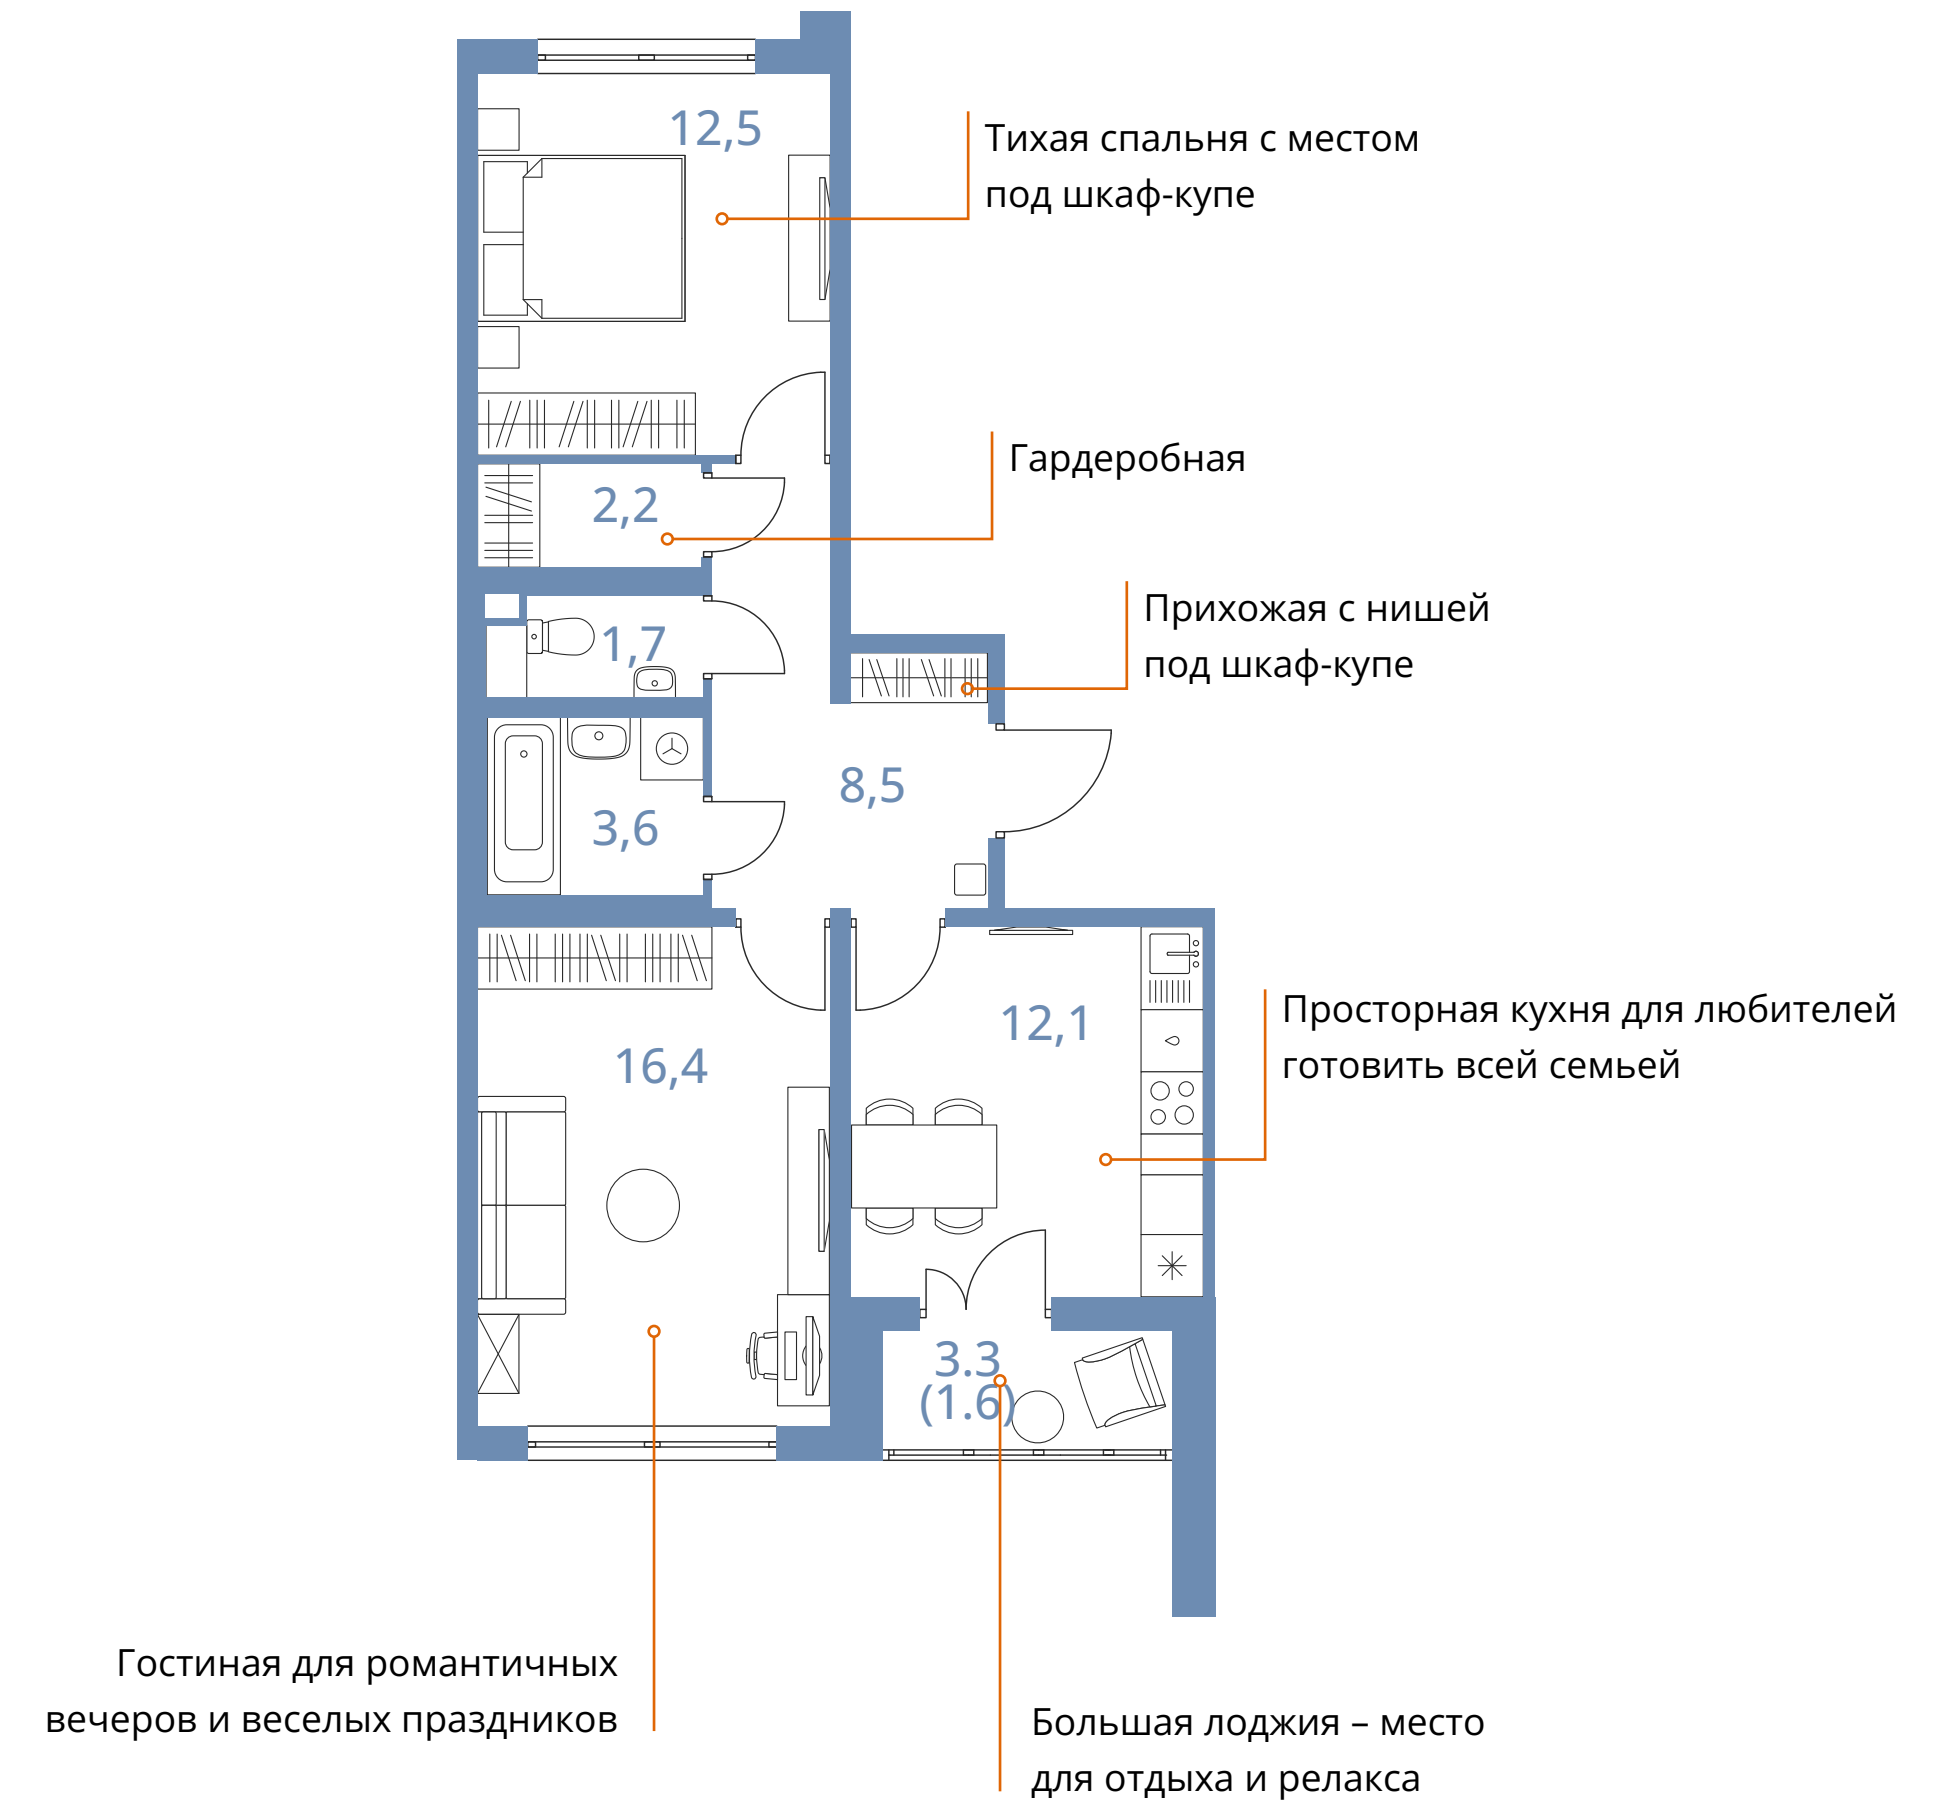 12,5
Тихая спальня с местом
под шкаф-купе
Гардеробная
2,2
Прихожая с нишей
под шкаф-купе
1,7
8,5
3,6
Просторная кухня для любителей
готовить всей семьей
12,1
16,4
3.3
(1.6)
Гостиная для романтичных
вечеров и веселых праздников
Большая лоджия – место
для отдыха и релакса